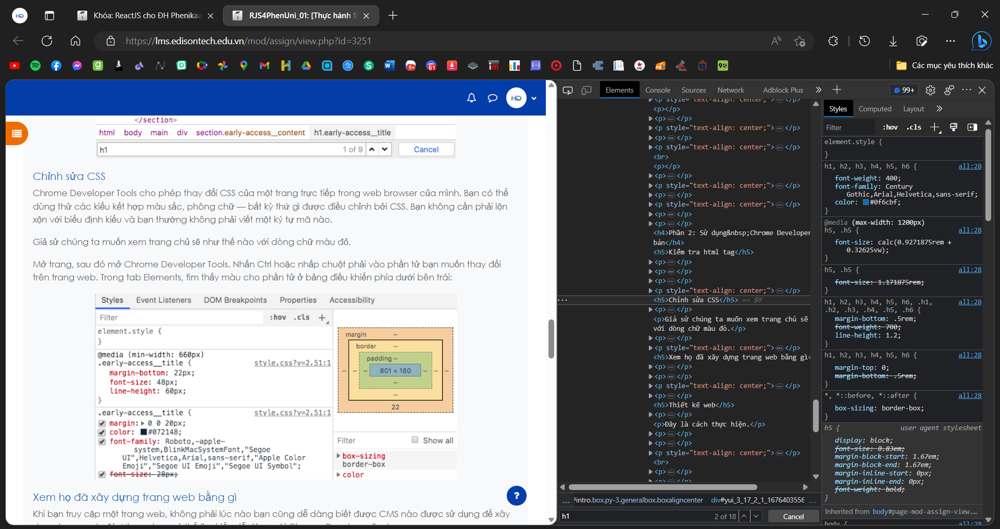 HD
Khóa: ReactJS cho ĐH Phenikaa
RJS4PhenUni_01: [Thực hành 1]
https://lms.edisontech.edu.vn/mod/assign/view.php?id=3251
Các mục yêu thích khác
HD
</section>
html body main div section.early-access__content h1.early-access__title
h1 1 of 9 Cancel
Chỉnh sửa CSS
Chrome Developer Tools cho phép thay đổi CSS của một trang trực tiếp trong web browser của mình. Bạn có thể
dùng thử các kiểu kết hợp màu sắc, phông chữ — bất kỳ thứ gì được điều chỉnh bởi CSS. Bạn không cần phải lộn
xộn với biểu định kiểu và bạn thường không phải viết một ký tự mã nào.
Giả sử chúng ta muốn xem trang chủ sẽ như thế nào với dòng chữ màu đỏ.
Mở trang, sau đó mở Chrome Developer Tools. Nhấn Ctrl hoặc nhấp chuột phải vào phần tử bạn muốn thay đổi
trên trang web. Trong tab Elements, tìm thấy màu cho phần tử ở bảng điều khiển phía dưới bên trái:
Styles Event Listeners DOM Breakpoints Properties Accessibility
Filter :hov .cls +
element.style {
}
@media (min-width: 660px)
.early-access__title { style.css?v=2.51:1
margin-bottom: 22px;
font-size: 48px;
line-height: 60px;
}
.early-access__title { style.css?v=2.51:1
margin: 0 0 20px;
color: #072148;
font-family: Roboto,-apple-
system,BlinkMacSystemFont,"Segoe
UI",Helvetica,Arial,sans-serif,"Apple Color
Emoji","Segoe UI Emoji","Segoe UI Symbol";
font-size: 28px;
margin –
border –
padding –
– – – 801 × 180 – – –
–
–
22
Filter Show all
box-sizing
border-box
color
Xem họ đã xây dựng trang web bằng gì
Khi bạn truy cập một trang web, không phải lúc nào bạn cũng dễ dàng biết được CMS nào được sử dụng để xây
?
Elements Console Sources Network Adblock Plus 99+
<p style="text-align: center;">…</p>
<p></p>
<p>…</p>
<p style="text-align: center;">…</p>
<p>…</p>
<p style="text-align: center;">…</p>
<br>
<p></p>
<p>…</p>
<p style="text-align: center;">…</p>
<p>…</p>
<p style="text-align: center;">…</p>
<p>…</p>
<p>…</p>
<h4>Phần 2: Sử dụng&nbsp;Chrome Developer
bản</h4>
<h5>Kiểm tra html tag</h5>
<p>…</p>
<p>…</p>
<p>…</p>
<p style="text-align: center;">…</p>
<h5>Chỉnh sửa CSS</h5> == $0
<p>…</p>
<p>Giả sử chúng ta muốn xem trang chủ sẽ
với dòng chữ màu đỏ.</p>
<p>…</p>
<p style="text-align: center;">…</p>
<h5>Xem họ đã xây dựng trang web bằng gì<
<p>…</p>
<p>…</p>
<p style="text-align: center;">…</p>
<p>…</p>
<h5>Thiết kế web</h5>
<p>…</p>
<p>Đây là cách thực hiện.</p>
<p>…</p>
<p>…</p>
<p style="text-align: center;">…</p>
<br>
<p>…</p>
… #intro.box.py-3.generalbox.boxaligncenter div#yui_3_17_2_1_1676403556 …
h1 2 of 18 Cancel
Styles Computed Layout
Filter :hov .cls
element.style {
}
h1, h2, h3, h4, h5, h6 { all:28
font-weight: 400;
font-family: Century
Gothic,Arial,Helvetica,sans-serif;
color: #0f6cbf;
}
@media (max-width: 1200px)
h5, .h5 { all:28
font-size: calc(0.9271875rem +
0.32625vw);
}
h5, .h5 { all:28
font-size: 1.171875rem;
}
h1, h2, h3, h4, h5, h6, .h1, all:28
.h2, .h3, .h4, .h5, .h6 {
margin-bottom: .5rem;
font-weight: 700;
line-height: 1.2;
}
h1, h2, h3, h4, h5, h6 { all:28
margin-top: 0;
margin-bottom: .5rem;
}
*, *::before, *::after { all:28
box-sizing: border-box;
}
h5 { user agent stylesheet
display: block;
font-size: 0.83em;
margin-block-start: 1.67em;
margin-block-end: 1.67em;
margin-inline-start: 0px;
margin-inline-end: 0px;
font-weight: bold;
}
Inherited from body#page-mod-assign-view.…
body { all:28